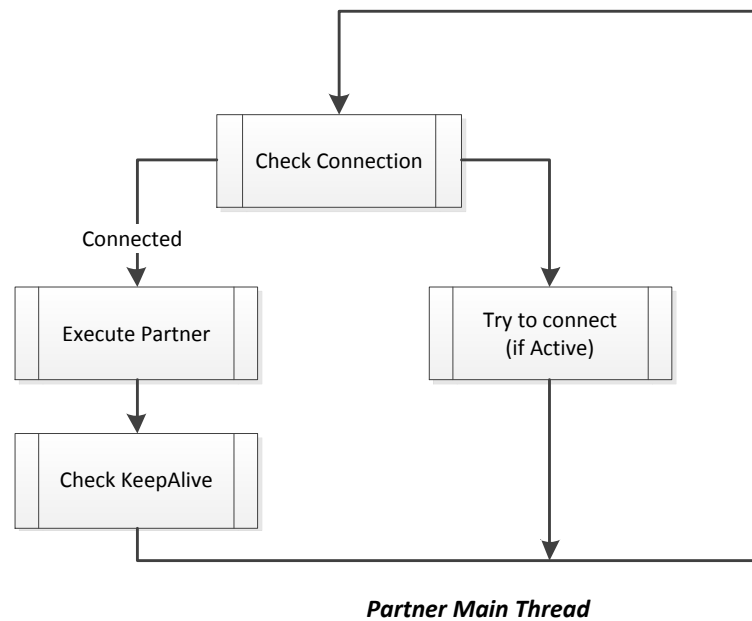 Check Connection
Connected
Execute Partner
Try to connect
(if Active)
Check KeepAlive
Partner Main Thread